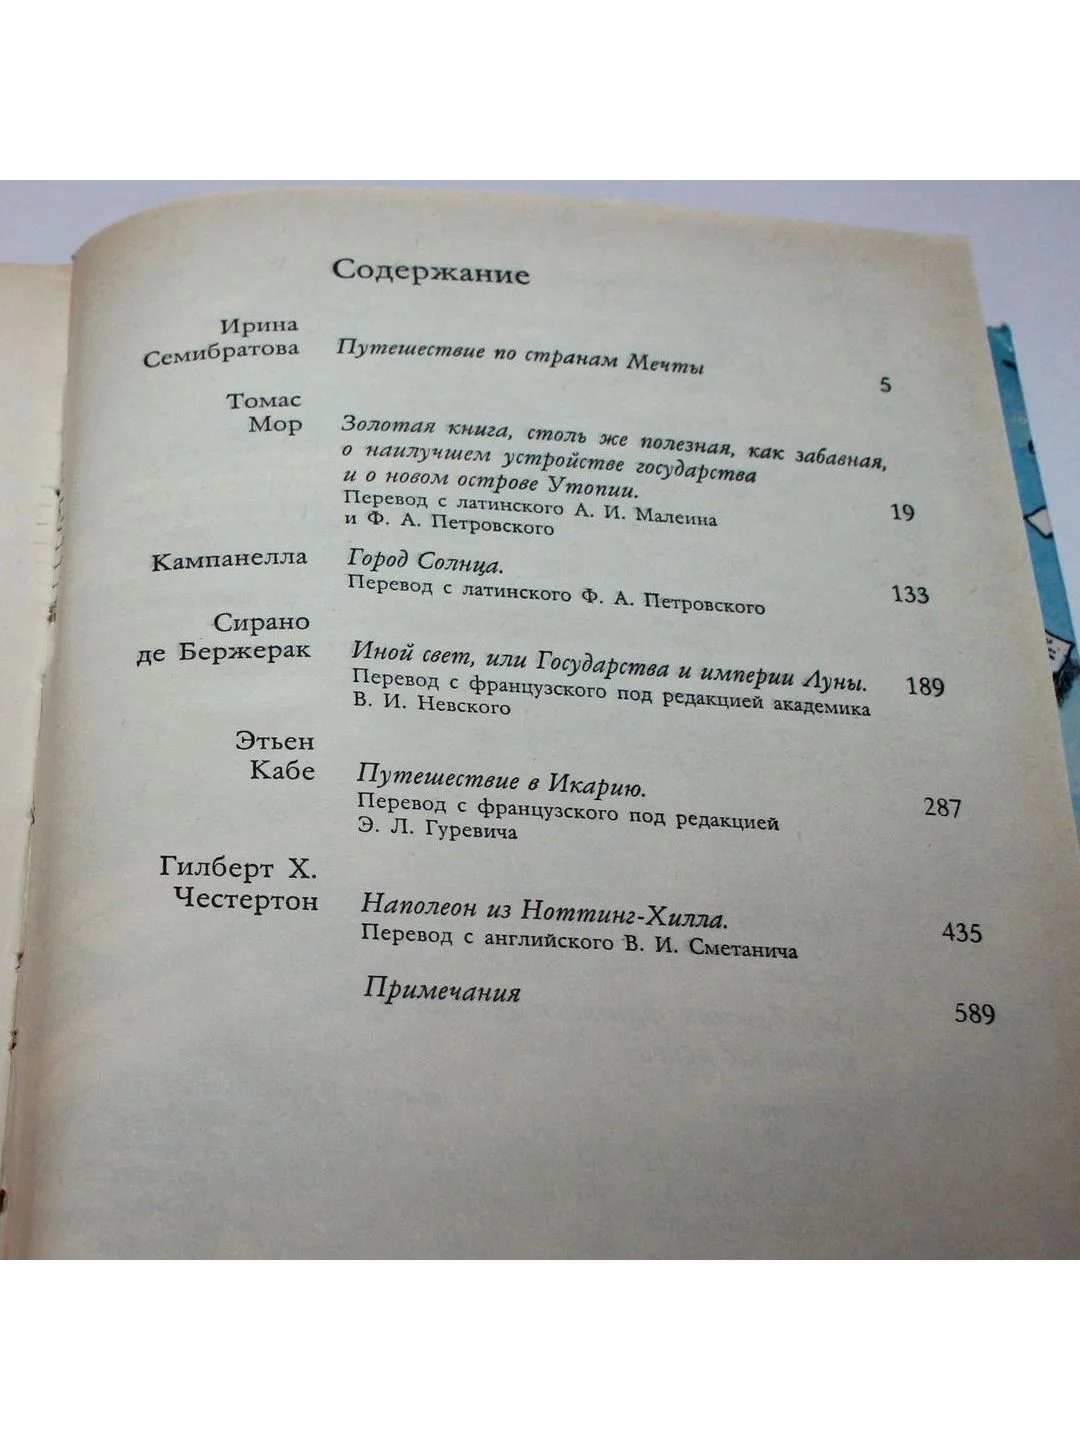 Содержание
Ирина
Семибратова
Путешествие по странам Мечты
5
Томас
Мор
Золотая книга, столь же полезная, как забавная,
о наилучшем устройстве государства
и о новом острове Утопии.
Перевод с латинского А. И. Малеина
и Ф. А. Петровского
19
Кампанелла
Город Солнца.
Перевод с латинского Ф. А. Петровского
133
Сирано
де Бержерак
Иной свет, или Государства и империи Луны.
Перевод с французского под редакцией академика
В. И. Невского
189
Этьен
Кабе
Путешествие в Икарию.
Перевод с французского под редакцией
Э. Л. Гуревича
287
Гилберт Х.
Честертон
Наполеон из Ноттинг-Хилла.
Перевод с английского В. И. Сметанича
435
Примечания
589